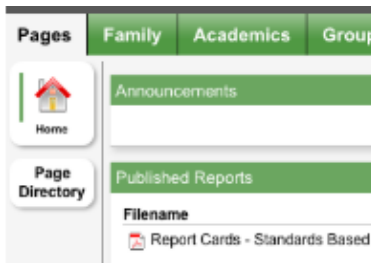 Pages Family Academics Group
Announcements
Home
Page
Directory
Published Reports
Filename
Report Cards - Standards Based